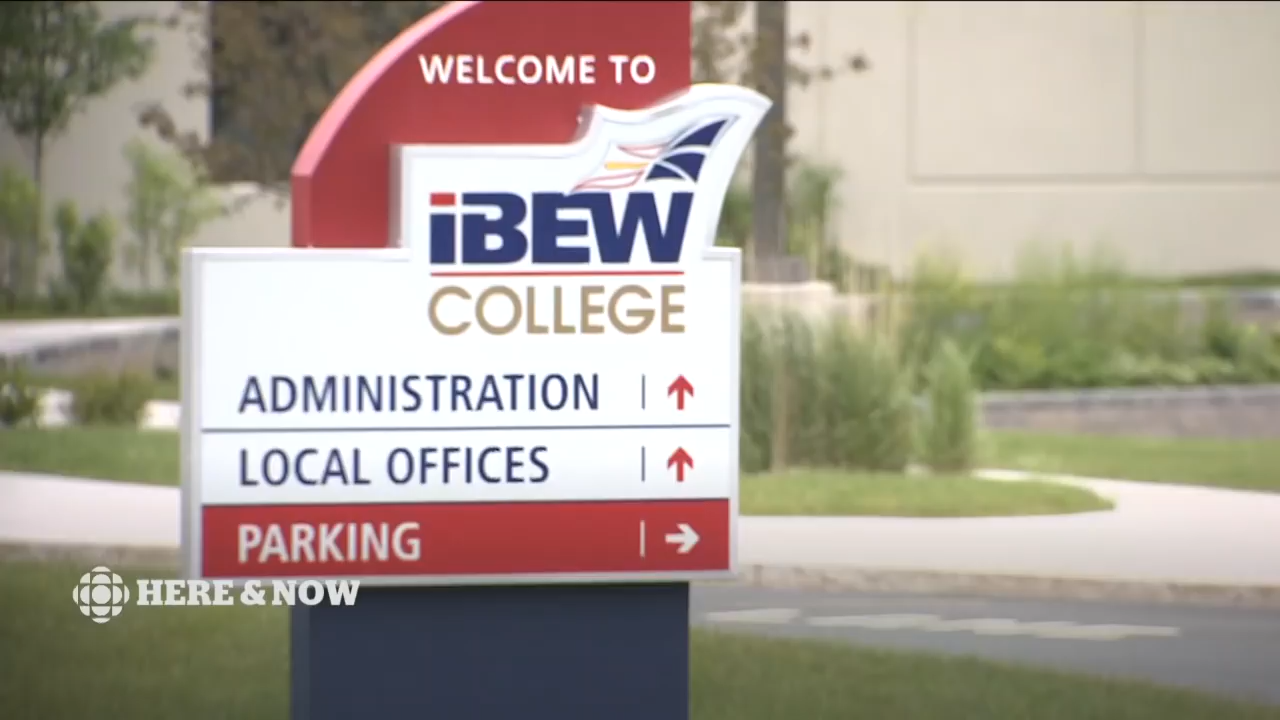 WELCOME TO
iBEW
COLLEGE
ADMINISTRATION
LOCAL OFFICES
PARKING
HERE & NOW